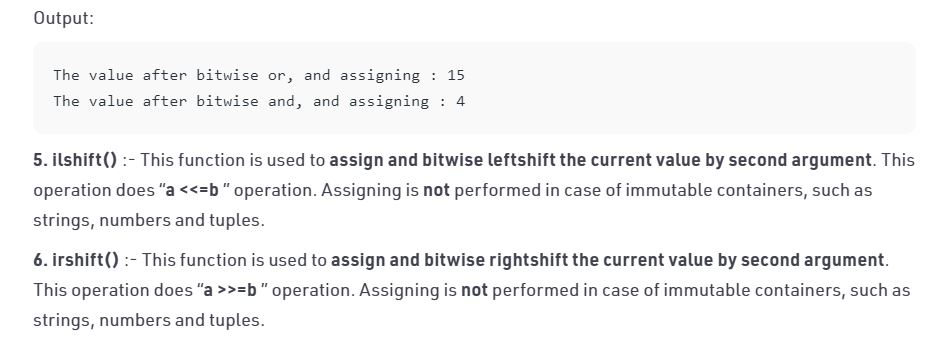 Output:
The value after bitwise or, and assigning : 15
The value after bitwise and, and assigning : 4
5. ilshift() :- This function is used to assign and bitwise leftshift the current value by second argument. This
operation does “a <<=b ” operation. Assigning is not performed in case of immutable containers, such as
strings, numbers and tuples.
6. irshift() :- This function is used to assign and bitwise rightshift the current value by second argument.
This operation does “a >>=b ” operation. Assigning is not performed in case of immutable containers, such as
strings, numbers and tuples.